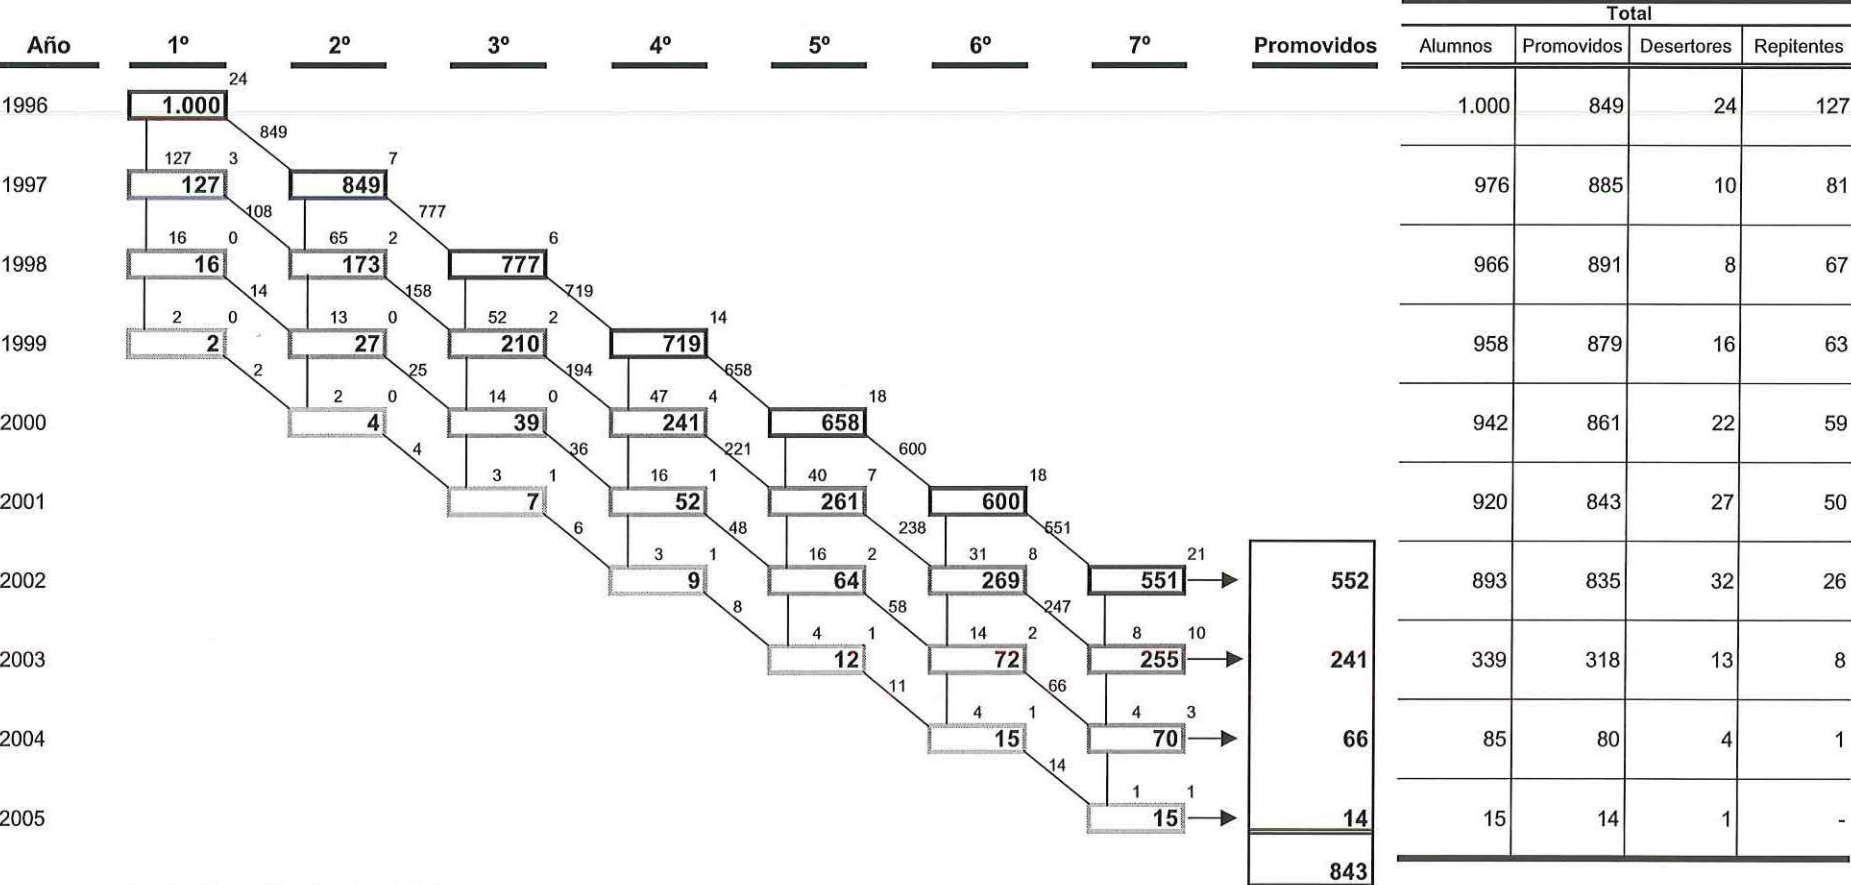 Total
Año 1º 2º 3º 4º 5º 6º 7º Promovidos Alumnos Promovidos Desertores Repitentes
24
1996 1.000 1.000 849 24 127
849
127 3 7
1997 127 849 976 885 10 81
108 777
16 0 65 2 6
1998 16 173 777 966 891 8 67
14 158 719
2 0 13 0 52 2 14
1999 2 27 210 719 958 879 16 63
2 25 194 658
2 0 14 0 47 4 18
2000 4 39 241 658 942 861 22 59
4 36 221 600
3 1 16 1 40 7 18
2001 7 52 261 600 920 843 27 50
6 48 238 551
3 1 16 2 31 8 21
2002 9 64 269 551 552 893 835 32 26
8 58 247
4 1 14 2 8 10
2003 12 72 255 241 339 318 13 8
11 66
4 1 4 3
2004 15 70 66 85 80 4 1
14
1 1
2005 15 14 15 14 1 -
843